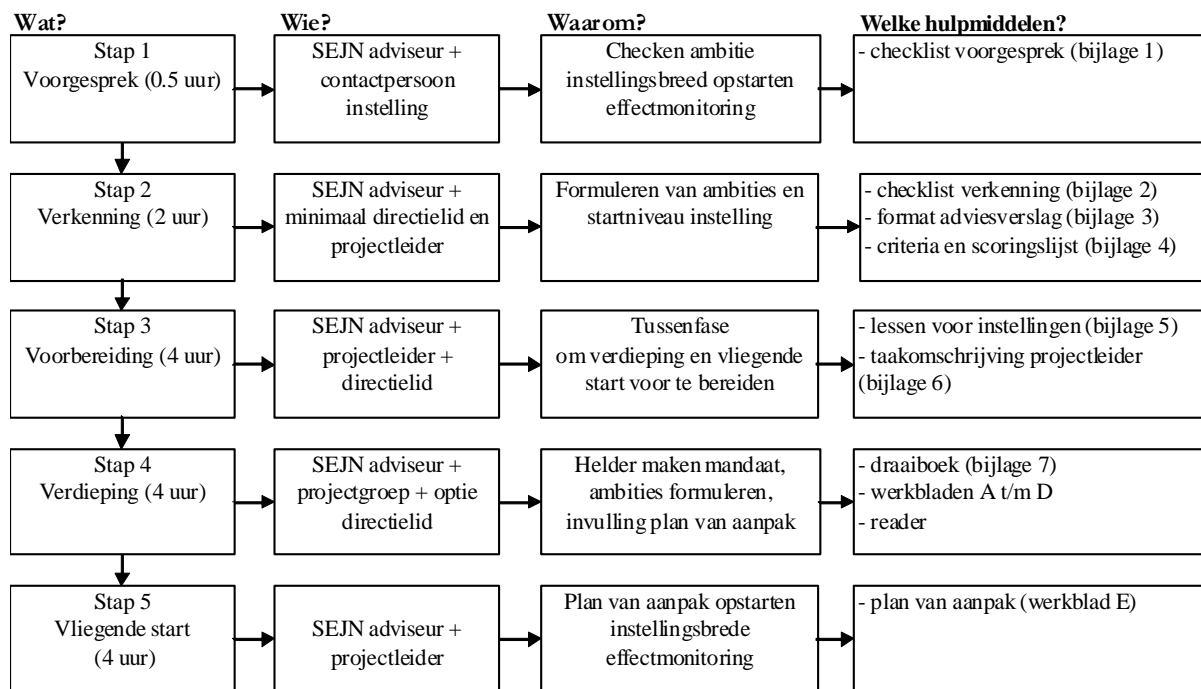 Wat?
Wie?
Waarom?
Welke hulpmiddelen?
Stap 1
Voorgesprek (0.5 uur)
SEJN adviseur +
contactpersoon
instelling
Checken ambitie
instellingsbreed opstarten
effectmonitoring
- checklist voorgesprek (bijlage 1)
Stap 2
Verkenning (2 uur)
SEJN adviseur +
minimaal directielid en
projectleider
Formuleren van ambities en
startniveau instelling
- checklist verkenning (bijlage 2)
- format adviesverslag (bijlage 3)
- criteria en scoringslijst (bijlage 4)
Stap 3
Voorbereiding (4 uur)
SEJN adviseur +
projectleider +
directielid
Tussenfase
om verdieping en vliegende
start voor te bereiden
- lessen voor instellingen (bijlage 5)
- taakomschrijving projectleider
(bijlage 6)
Stap 4
Verdieping (4 uur)
SEJN adviseur +
projectgroep + optie
directielid
Helder maken mandaat,
ambities formuleren,
invulling plan van aanpak
- draaiboek (bijlage 7)
- werkbladen A t/m D
- reader
Stap 5
Vliegende start
(4 uur)
SEJN adviseur +
projectleider
Plan van aanpak opstarten
instellingsbrede
effectmonitoring
- plan van aanpak (werkblad E)